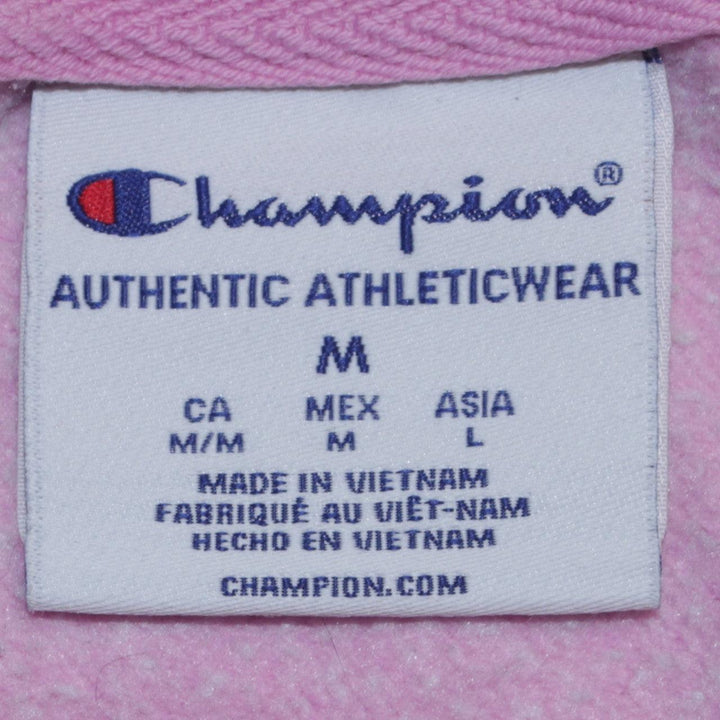 Champion®
AUTHENTIC ATHLETICWEAR
M
CA MEX ASIA
M/M M L
MADE IN VIETNAM
FABRIQUÉ AU VIÊT-NAM
HECHO EN VIETNAM
CHAMPION.COM